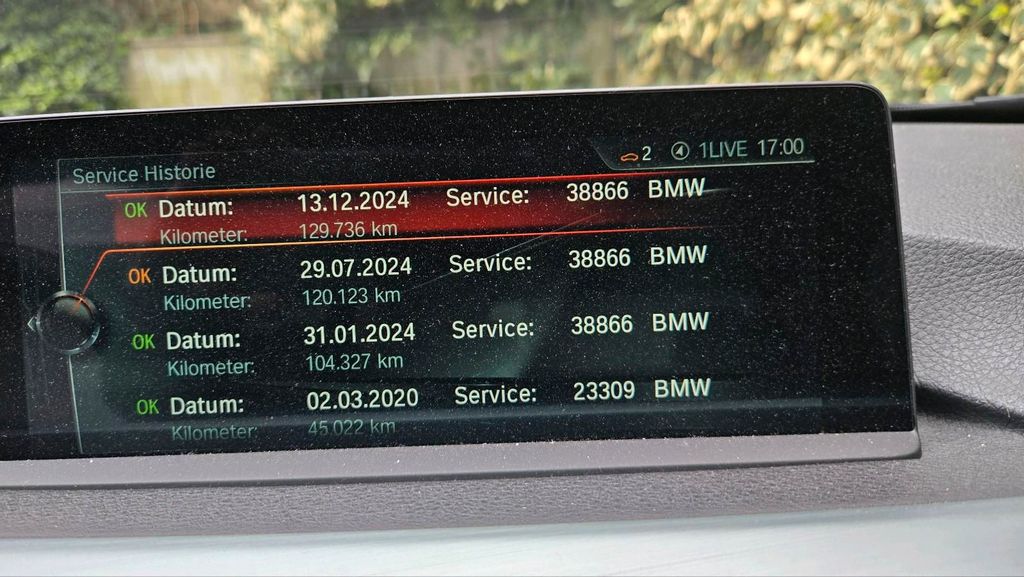 2 1LIVE 17:00
Service Historie
OK Datum: 13.12.2024 Service: 38866 BMW
Kilometer: 129.736 km
OK Datum: 29.07.2024 Service: 38866 BMW
Kilometer: 120.123 km
OK Datum: 31.01.2024 Service: 38866 BMW
Kilometer: 104.327 km
OK Datum: 02.03.2020 Service: 23309 BMW
Kilometer: 45.022 km